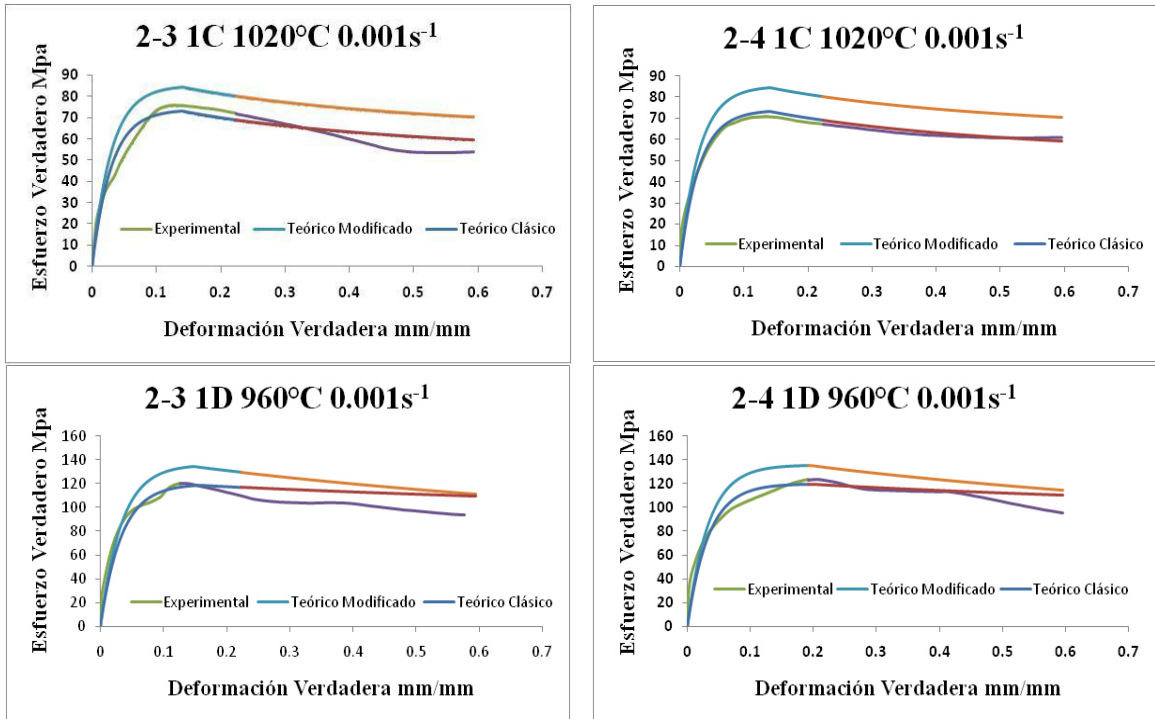 2-3 1C 1020°C 0.001s-1
Esfuerzo Verdadero Mpa
90
80
70
60
50
40
30
20
10
0
Experimental Teórico Modificado Teórico Clásico
0 0.1 0.2 0.3 0.4 0.5 0.6 0.7
Deformación Verdadera mm/mm
2-4 1C 1020°C 0.001s-1
Esfuerzo Verdadero Mpa
90
80
70
60
50
40
30
20
10
0
Experimental Teórico Modificado Teórico Clásico
0 0.1 0.2 0.3 0.4 0.5 0.6 0.7
Deformación Verdadera mm/mm
2-3 1D 960°C 0.001s-1
Esfuerzo Verdadero Mpa
160
140
120
100
80
60
40
20
0
Experimental Teórico Modificado Teórico Clásico
0 0.1 0.2 0.3 0.4 0.5 0.6 0.7
Deformación Verdadera mm/mm
2-4 1D 960°C 0.001s-1
Esfuerzo Verdadero Mpa
160
140
120
100
80
60
40
20
0
Experimental Teórico Modificado Teórico Clásico
0 0.1 0.2 0.3 0.4 0.5 0.6 0.7
Deformación Verdadera mm/mm